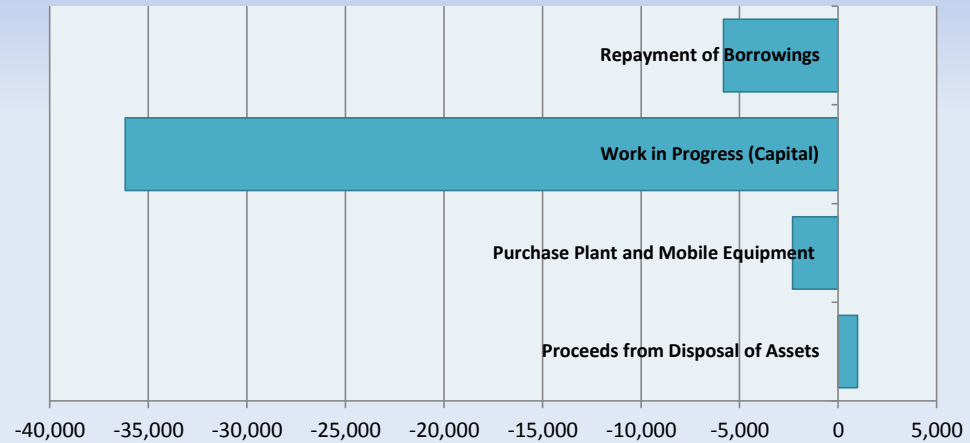 Repayment of Borrowings
Work in Progress (Capital)
Purchase Plant and Mobile Equipment
Proceeds from Disposal of Assets
-40,000 -35,000 -30,000 -25,000 -20,000 -15,000 -10,000 -5,000 0 5,000